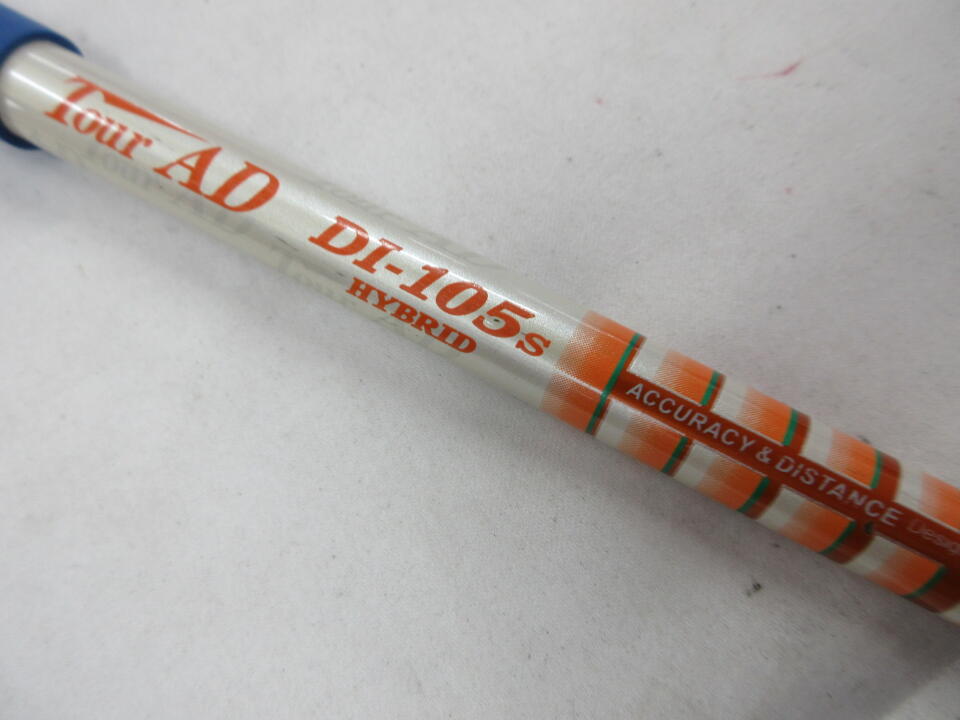 Tour AD
DI-105s
HYBRID
ACCURACY & DISTANCE